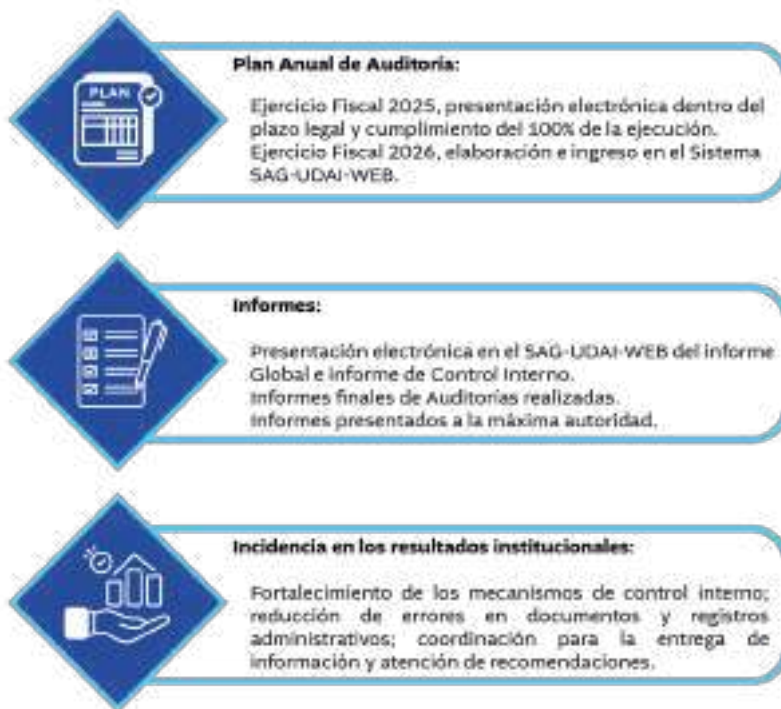 PLAN
Plan Anual de Auditoría:
Ejercicio Fiscal 2025, presentación electrónica dentro del
plazo legal y cumplimiento del 100% de la ejecución.
Ejercicio Fiscal 2026, elaboración e ingreso en el Sistema
SAG-UDAI-WEB.
Informes:
Presentación electrónica en el SAG-UDAI-WEB del informe
Global e Informe de Control Interno.
Informes finales de Auditorías realizadas.
Informes presentados a la máxima autoridad.
Incidencia en los resultados institucionales:
Fortalecimiento de los mecanismos de control interno;
reducción de errores en documentos y registros
administrativos; coordinación para la entrega de
información y atención de recomendaciones.